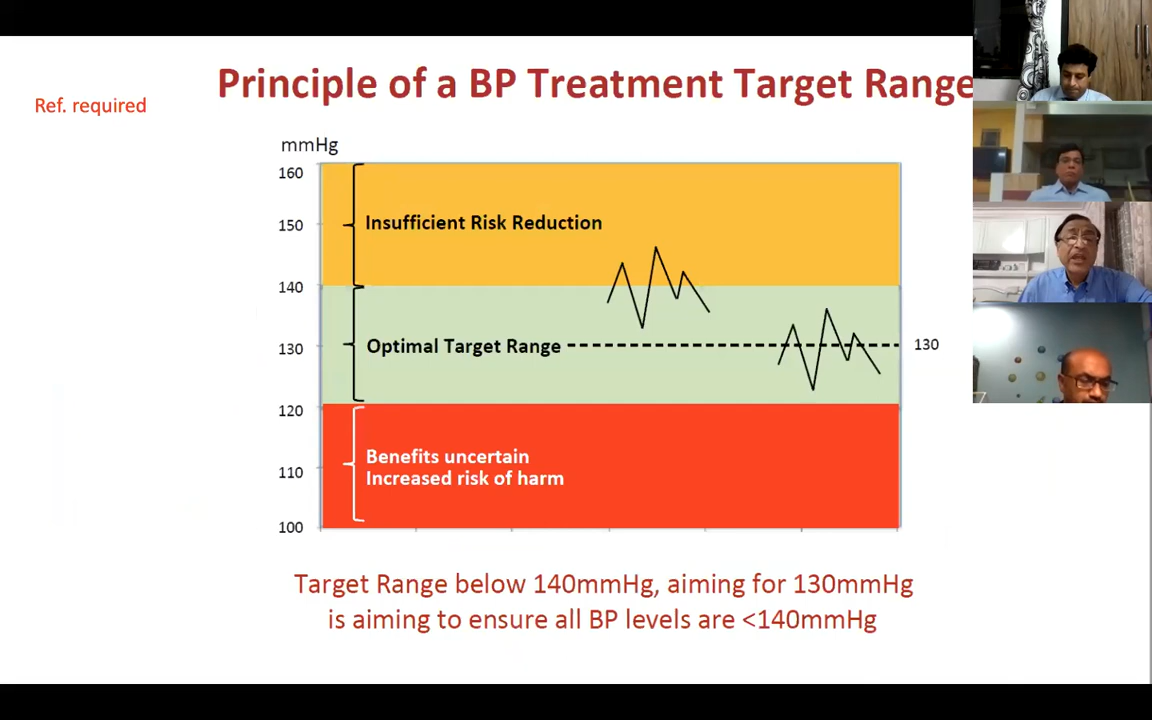 Principle of a BP Treatment Target Range
Ref. required
mmHg
160
Insufficient Risk Reduction
150
140
130
Optimal Target Range
130
120
Benefits uncertain
110
Increased risk of harm
100
Target Range below 140mmHg, aiming for 130mmHg
is aiming to ensure all BP levels are <140mmHg